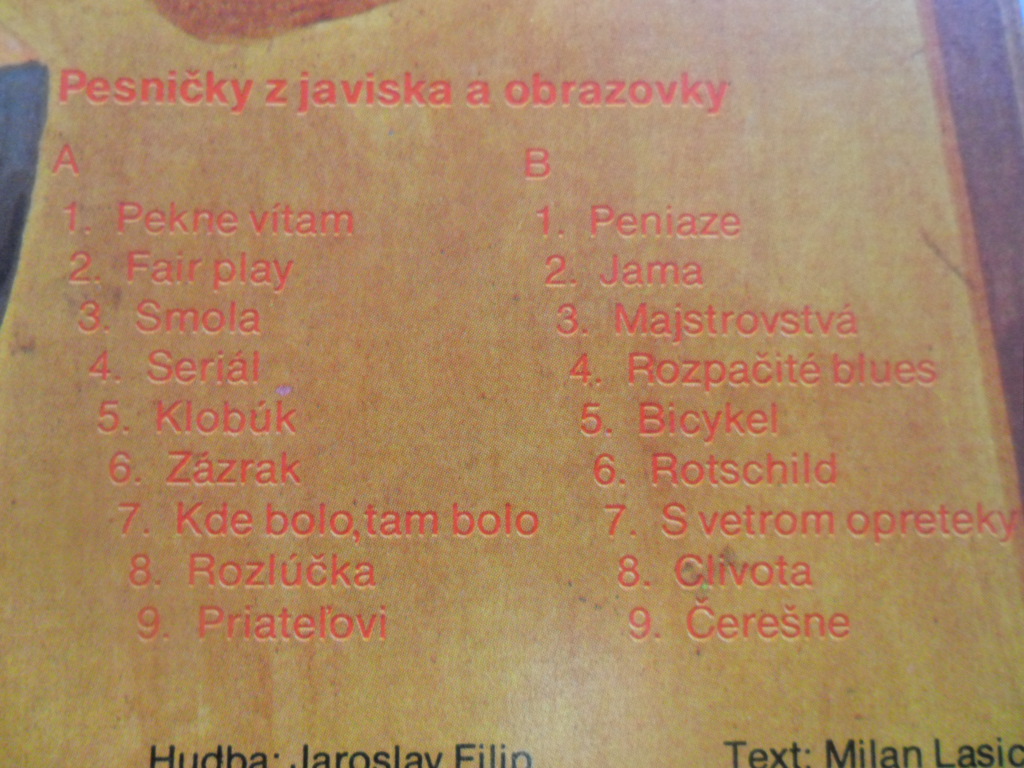 Pesničky z javiska a obrazovky
A
1. Pekne vítam
2. Fair play
3. Smola
4. Seriál
5. Klobúk
6. Zázrak
7. Kde bolo,tam bolo
8. Rozlúčka
9. Priateľovi
B
1. Peniaze
2. Jama
3. Majstrovstvá
4. Rozpačité blues
5. Bicykel
6. Rotschild
7. S vetrom opreteky
8. Clivota
9. Čerešne
Hudba: Jaroslav Filip
Text: Milan Lasic